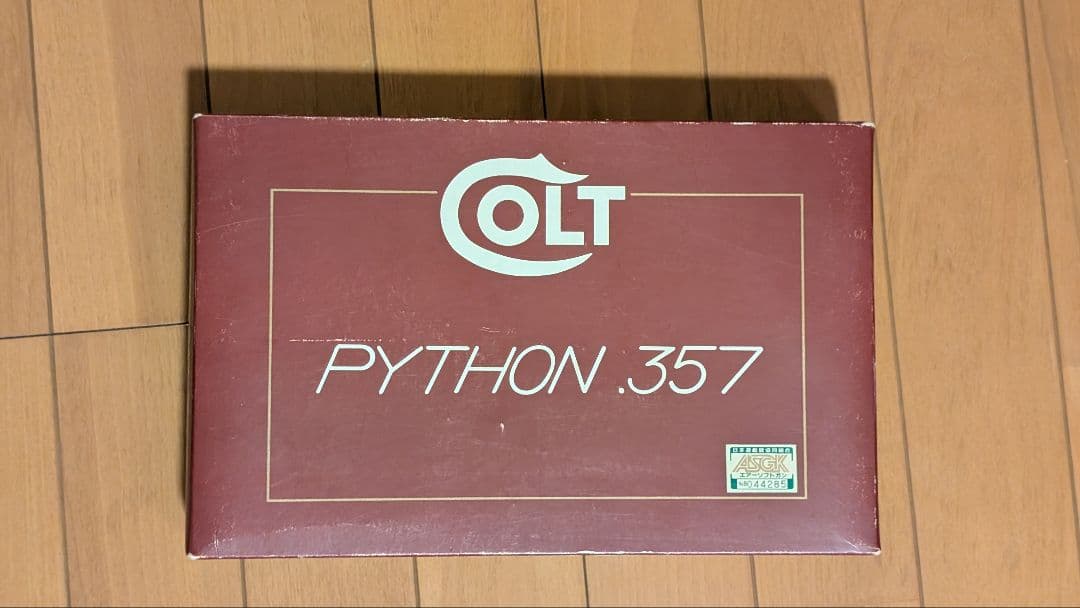 COLT
PYTHON .357
日本遊戯銃協同組合
ASGK
エアーソフトガン
044285